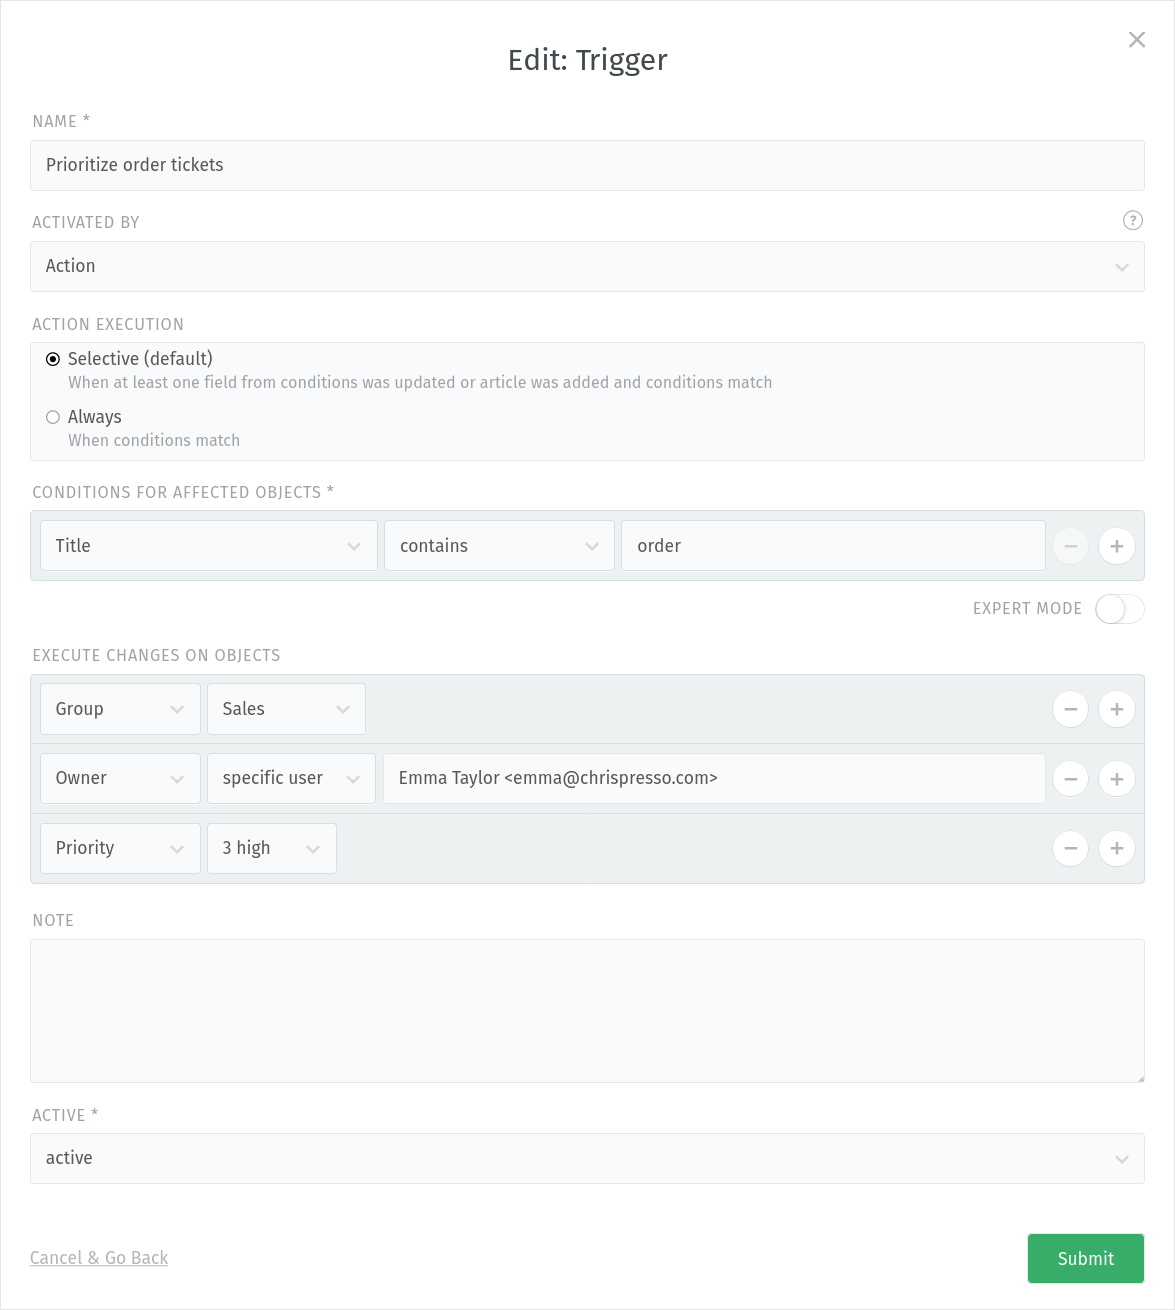 Edit: Trigger
NAME *
Prioritize order tickets
ACTIVATED BY
?
Action
ACTION EXECUTION
Selective (default)
When at least one field from conditions was updated or article was added and conditions match
Always
When conditions match
CONDITIONS FOR AFFECTED OBJECTS *
Title contains order
EXPERT MODE
EXECUTE CHANGES ON OBJECTS
Group Sales
Owner specific user Emma Taylor <emma@chrispresso.com>
Priority 3 high
NOTE
ACTIVE *
active
Cancel & Go Back Submit